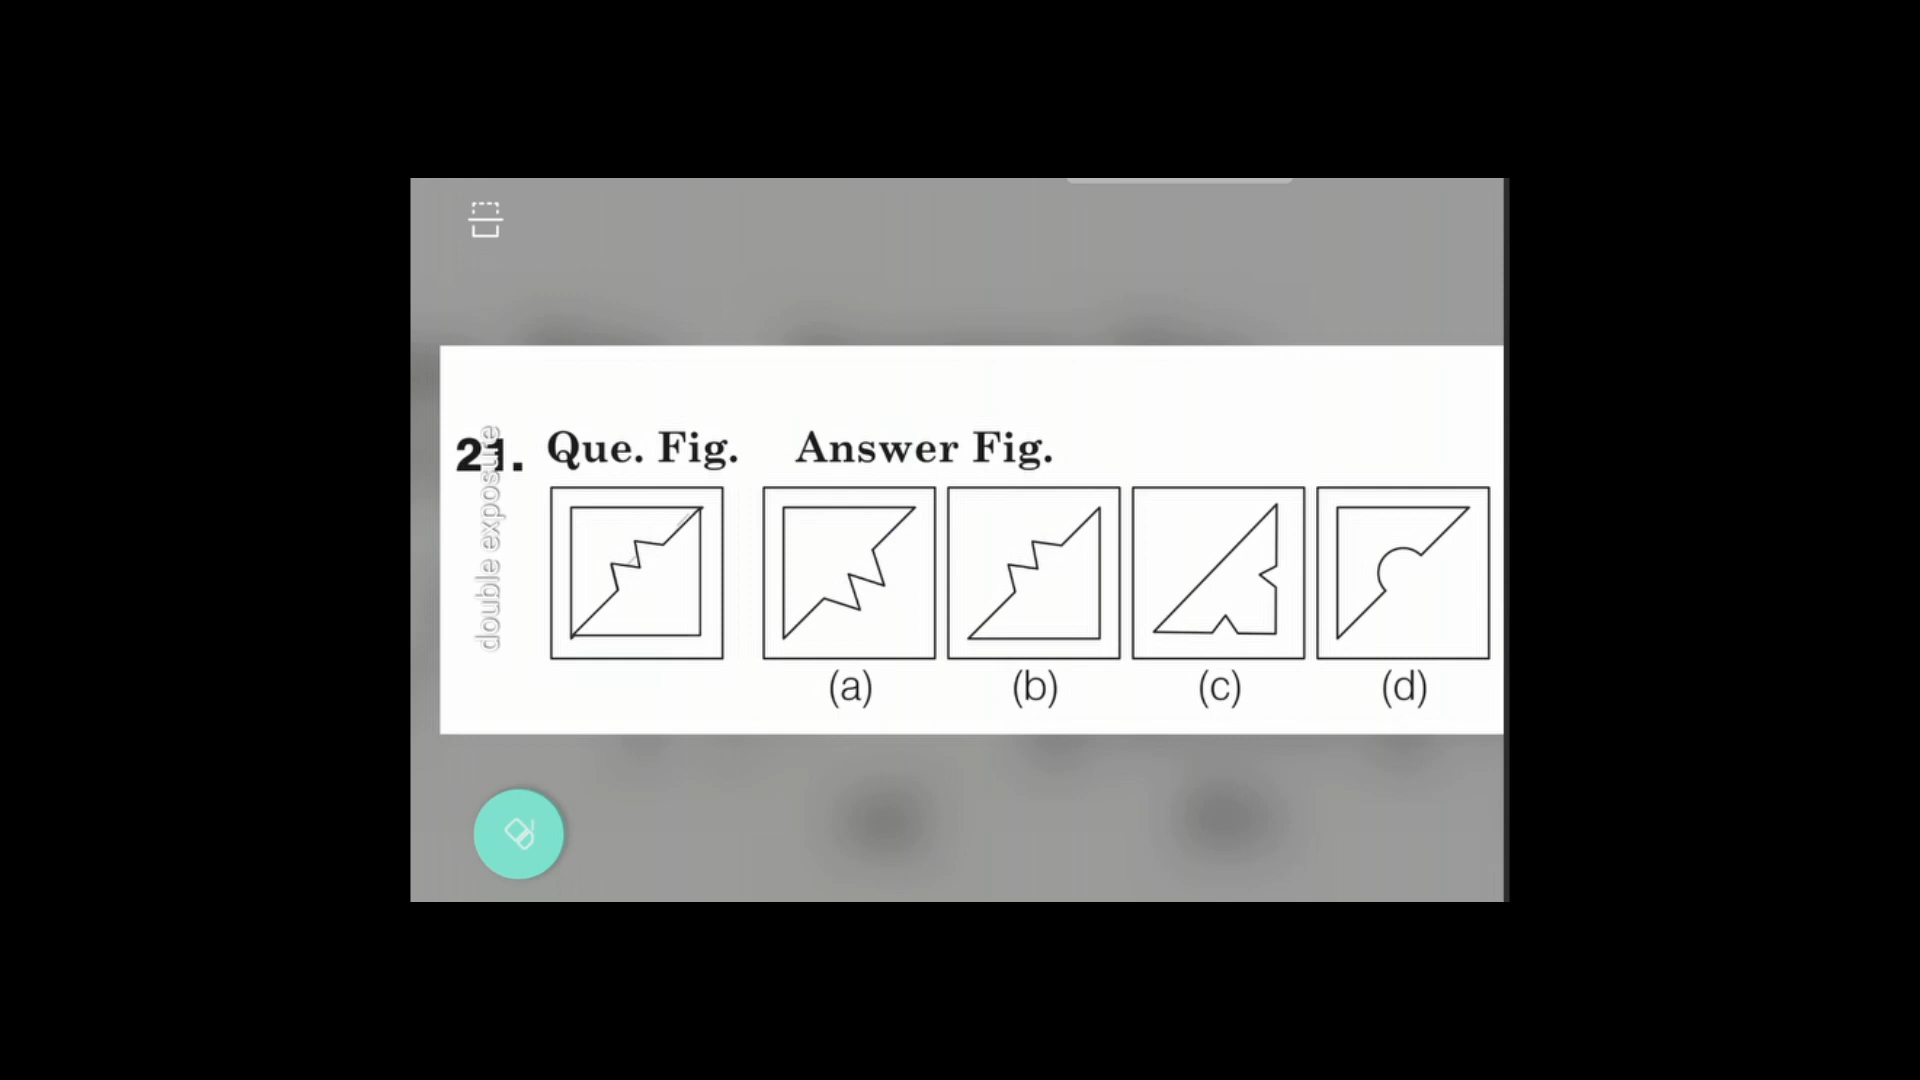 21. Que. Fig. Answer Fig.
double exposure
(a) (b) (c) (d)